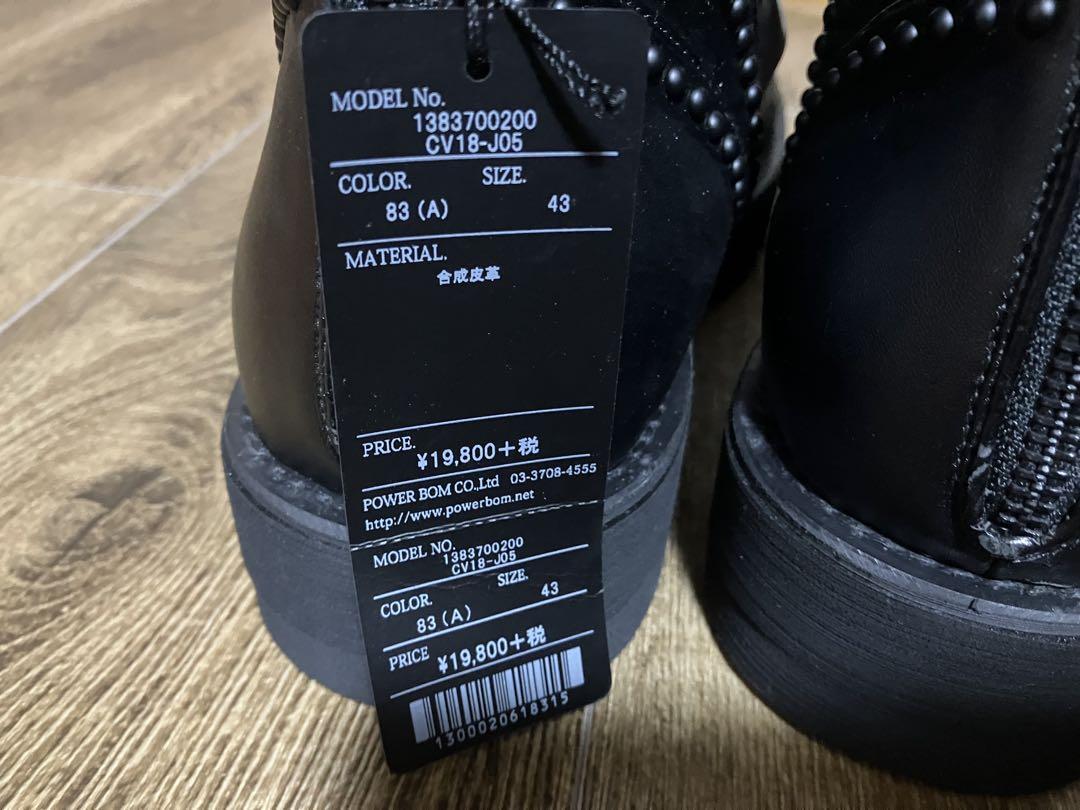 MODEL No.
1383700200
CV18-J05
COLOR. SIZE.
83 (A) 43
MATERIAL.
合成皮革
PRICE.
¥19,800+税
POWER BOM CO.,Ltd 03-3708-4555
http://www.powerbom.net
MODEL NO.
1383700200
CV18-J05
COLOR. SIZE.
83 (A) 43
PRICE ¥19,800+税
1300020618315